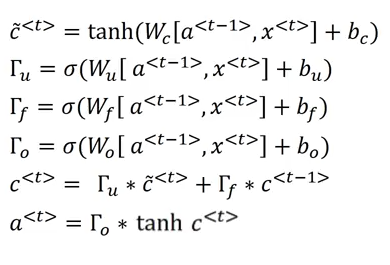 c̃^{<t>} = tanh(W_c[a^{<t−1>}, x^{<t>}] + b_c)
Γ_u = σ(W_u[ a^{<t−1>}, x^{<t>}] + b_u)
Γ_f = σ(W_f[ a^{<t−1>}, x^{<t>}] + b_f)
Γ_o = σ(W_o[ a^{<t−1>}, x^{<t>}] + b_o)
c^{<t>} = Γ_u * c̃^{<t>} + Γ_f * c^{<t−1>}
a^{<t>} = Γ_o * tanh c^{<t>}